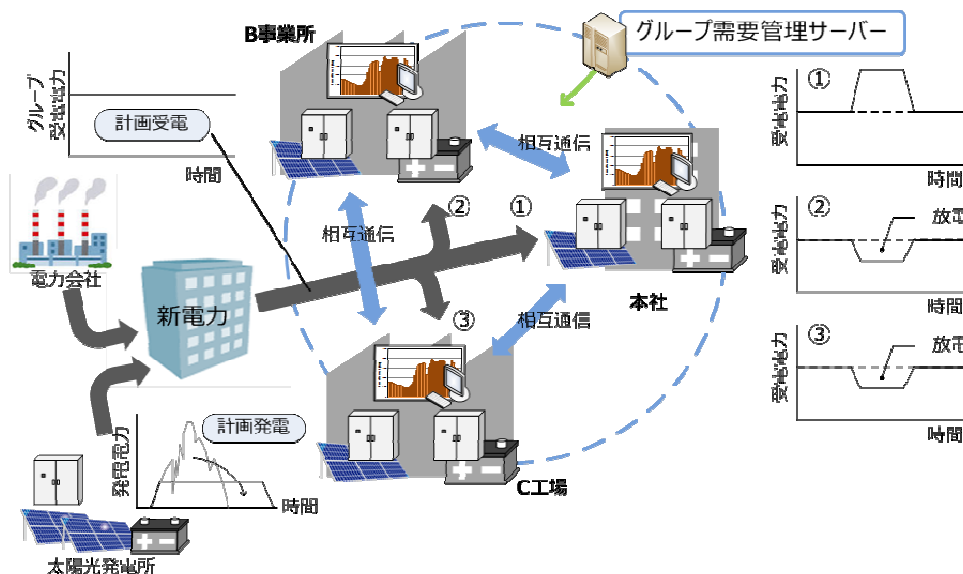 B事業所
グループ需要管理サーバー
グループ
受電電力
計画受電
時間
相互通信
相互通信
相互通信
①
②
③
電力会社
新電力
本社
C工場
計画発電
発電電力
時間
太陽光発電所
①
受電電力
時間
②
受電電力
放電
時間
③
受電電力
放電
時間